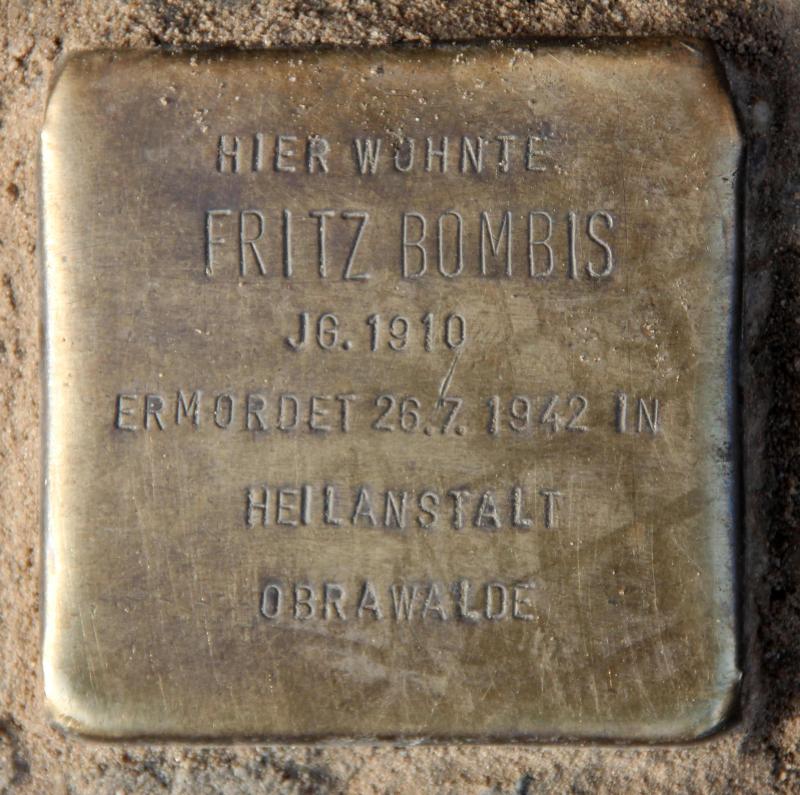 HIER WOHNTE
FRITZ BOMBIS
JG. 1910
ERMORDET 26.7. 1942 IN
HEILANSTALT
OBRAWALDE